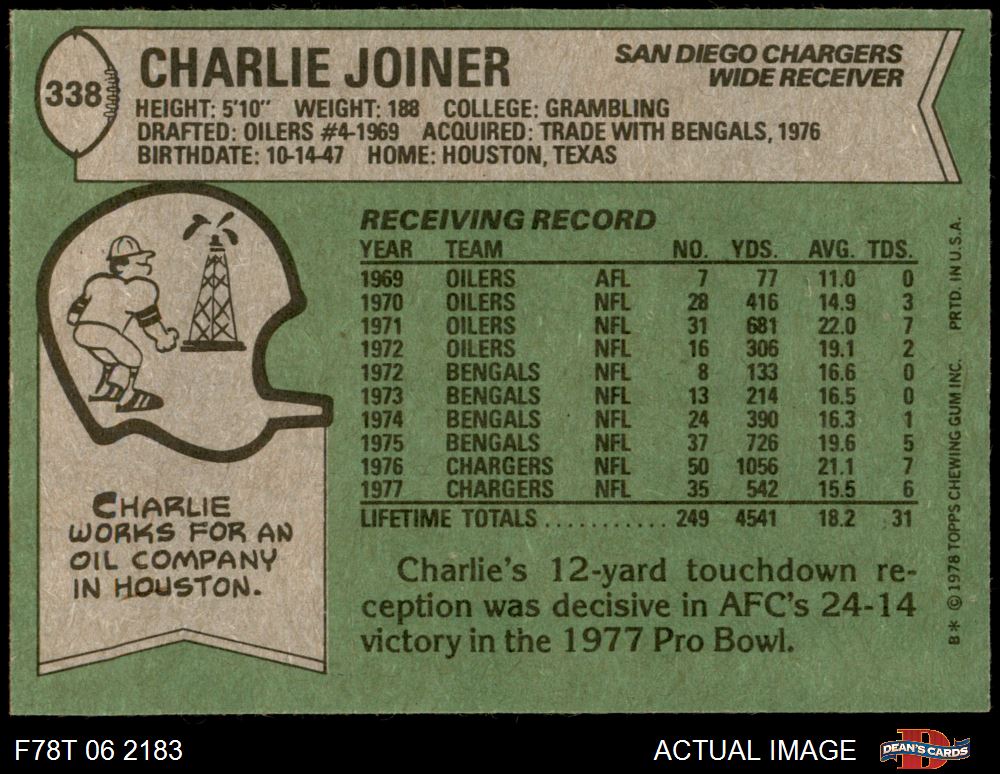 338
CHARLIE JOINER
SAN DIEGO CHARGERS
WIDE RECEIVER
HEIGHT: 5'10" WEIGHT: 188 COLLEGE: GRAMBLING
DRAFTED: OILERS #4-1969 ACQUIRED: TRADE WITH BENGALS, 1976
BIRTHDATE: 10-14-47 HOME: HOUSTON, TEXAS
RECEIVING RECORD
YEAR TEAM NO. YDS. AVG. TDS.
1969 OILERS AFL 7 77 11.0 0
1970 OILERS NFL 28 416 14.9 3
1971 OILERS NFL 31 681 22.0 7
1972 OILERS NFL 16 306 19.1 2
1972 BENGALS NFL 8 133 16.6 0
1973 BENGALS NFL 13 214 16.5 0
1974 BENGALS NFL 24 390 16.3 1
1975 BENGALS NFL 37 726 19.6 5
1976 CHARGERS NFL 50 1056 21.1 7
1977 CHARGERS NFL 35 542 15.5 6
LIFETIME TOTALS ........... 249 4541 18.2 31
CHARLIE
WORKS FOR AN
OIL COMPANY
IN HOUSTON.
Charlie's 12-yard touchdown re-
ception was decisive in AFC's 24-14
victory in the 1977 Pro Bowl.
B* © 1978 TOPPS CHEWING GUM INC. PRTD. IN U.S.A.
F78T 06 2183
ACTUAL IMAGE
DEAN'S CARDS